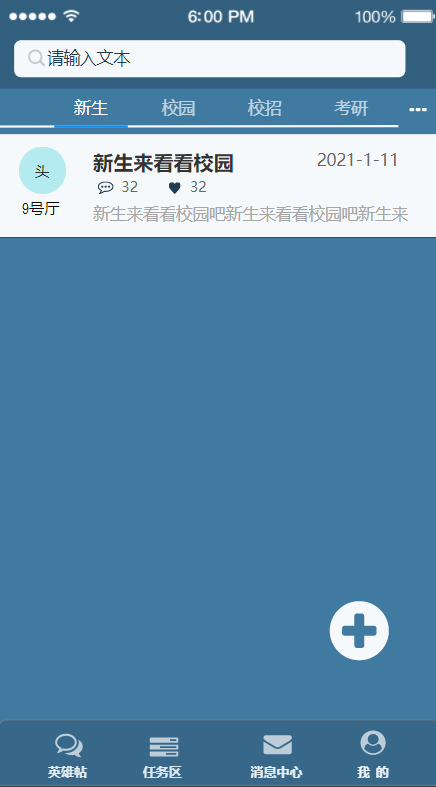 6:00 PM 100%
请输入文本
新生 校园 校招 考研
头 新生来看看校园 2021-1-11
32 32
9号厅
新生来看看校园吧新生来看看校园吧新生来
英雄帖 任务区 消息中心 我 的